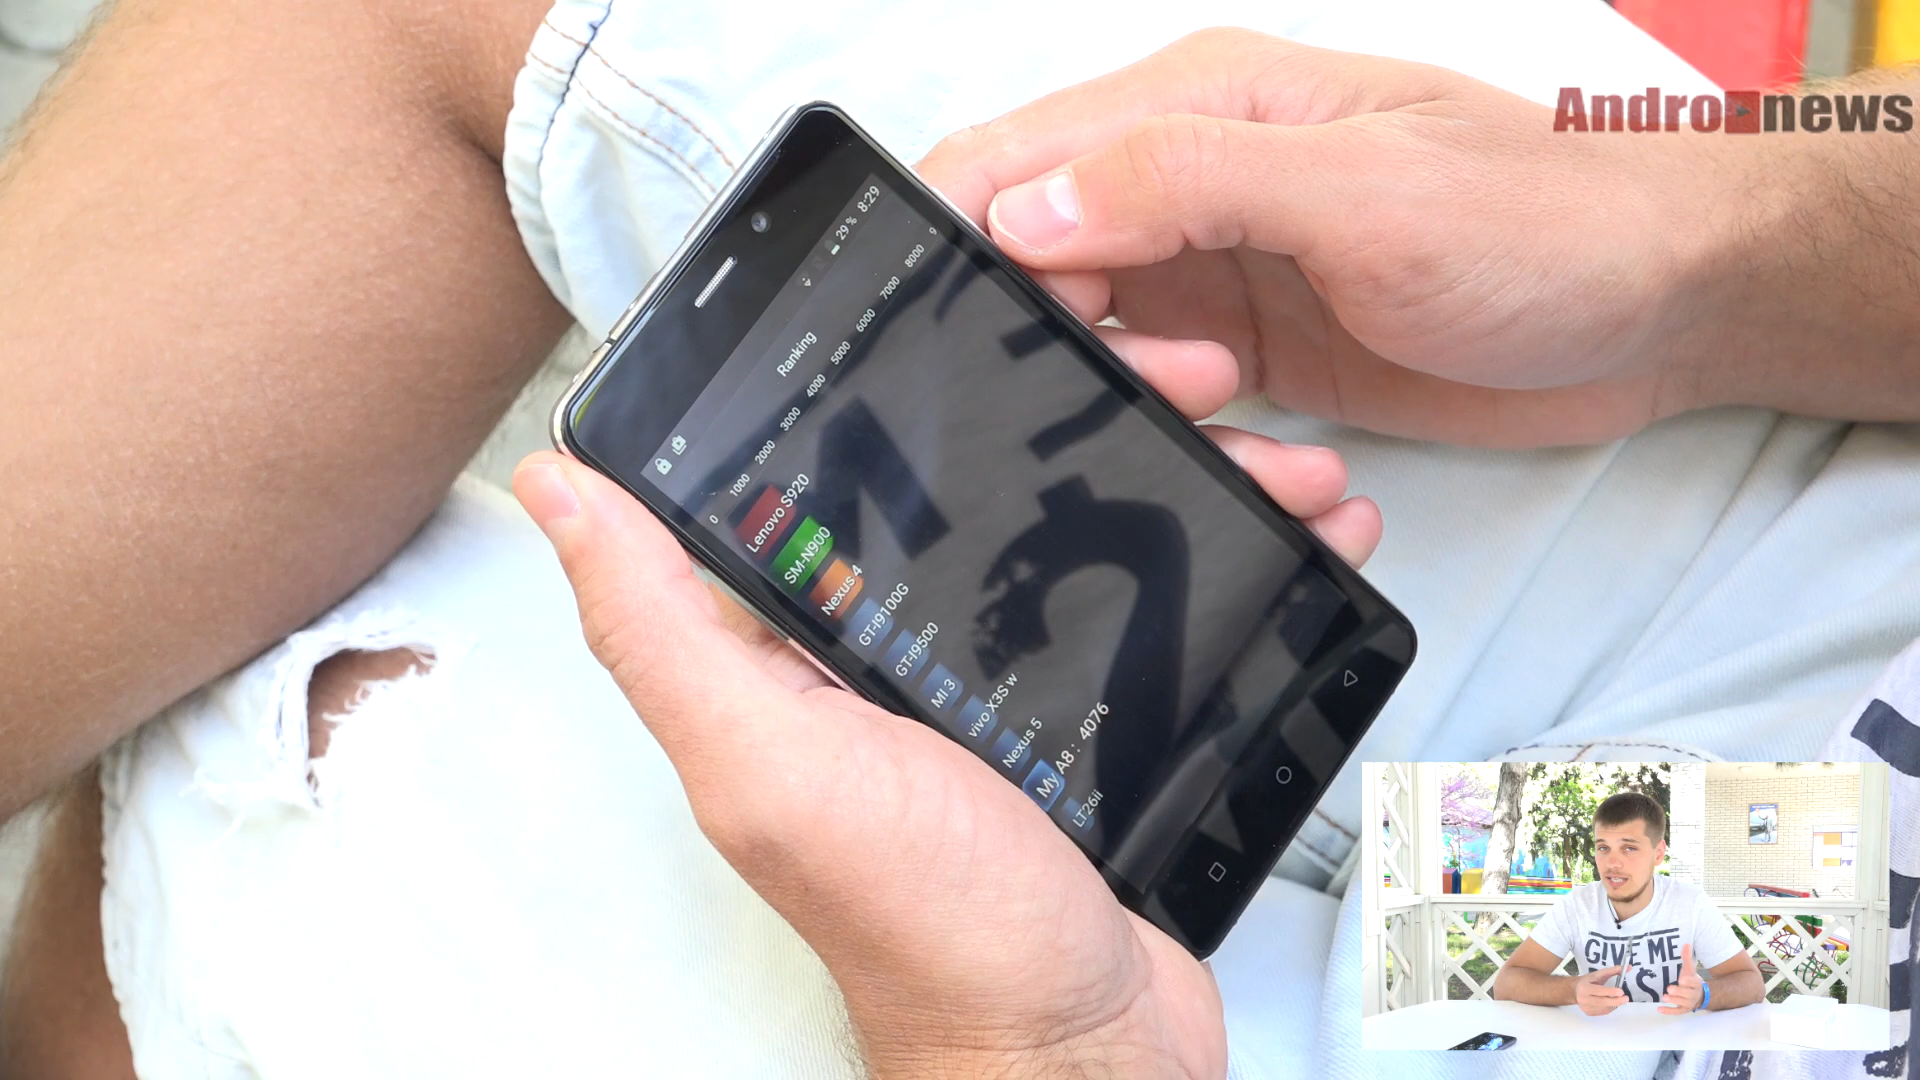 Andro news
29 % 8:29
Ranking
0 1000 2000 3000 4000 5000 6000 7000 8000 9
Lenovo S920
SM-N900
Nexus 4
GT-I9100G
GT-I9500
MI 3
vivo X3S w
Nexus 5
My A8 : 4076
LT26ii
GIVE ME